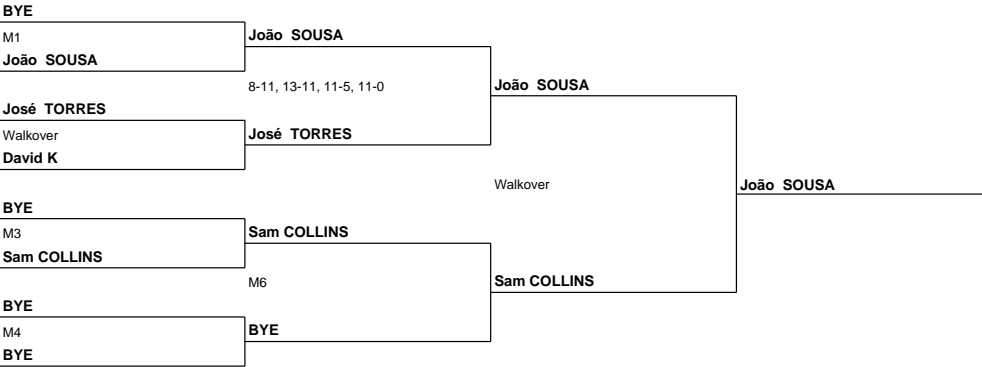 BYE
M1
João SOUSA
José TORRES
Walkover
David K
BYE
M3
Sam COLLINS
BYE
M4
BYE
João SOUSA
8-11, 13-11, 11-5, 11-0
José TORRES
Sam COLLINS
M6
BYE
João SOUSA
Walkover
Sam COLLINS
João SOUSA